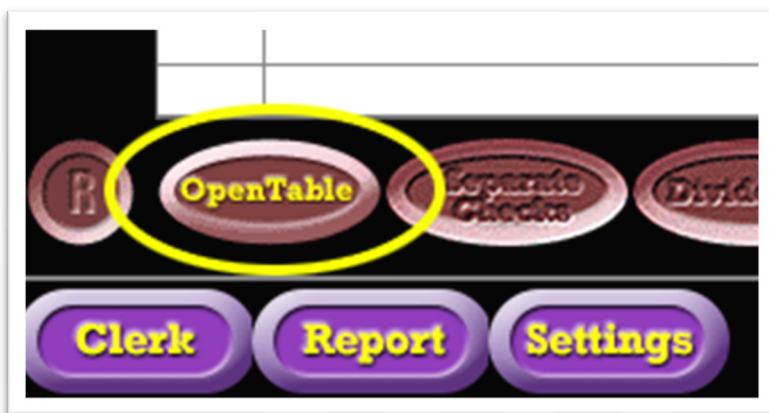 R
OpenTable
Separate
Checks
Clerk
Report
Settings